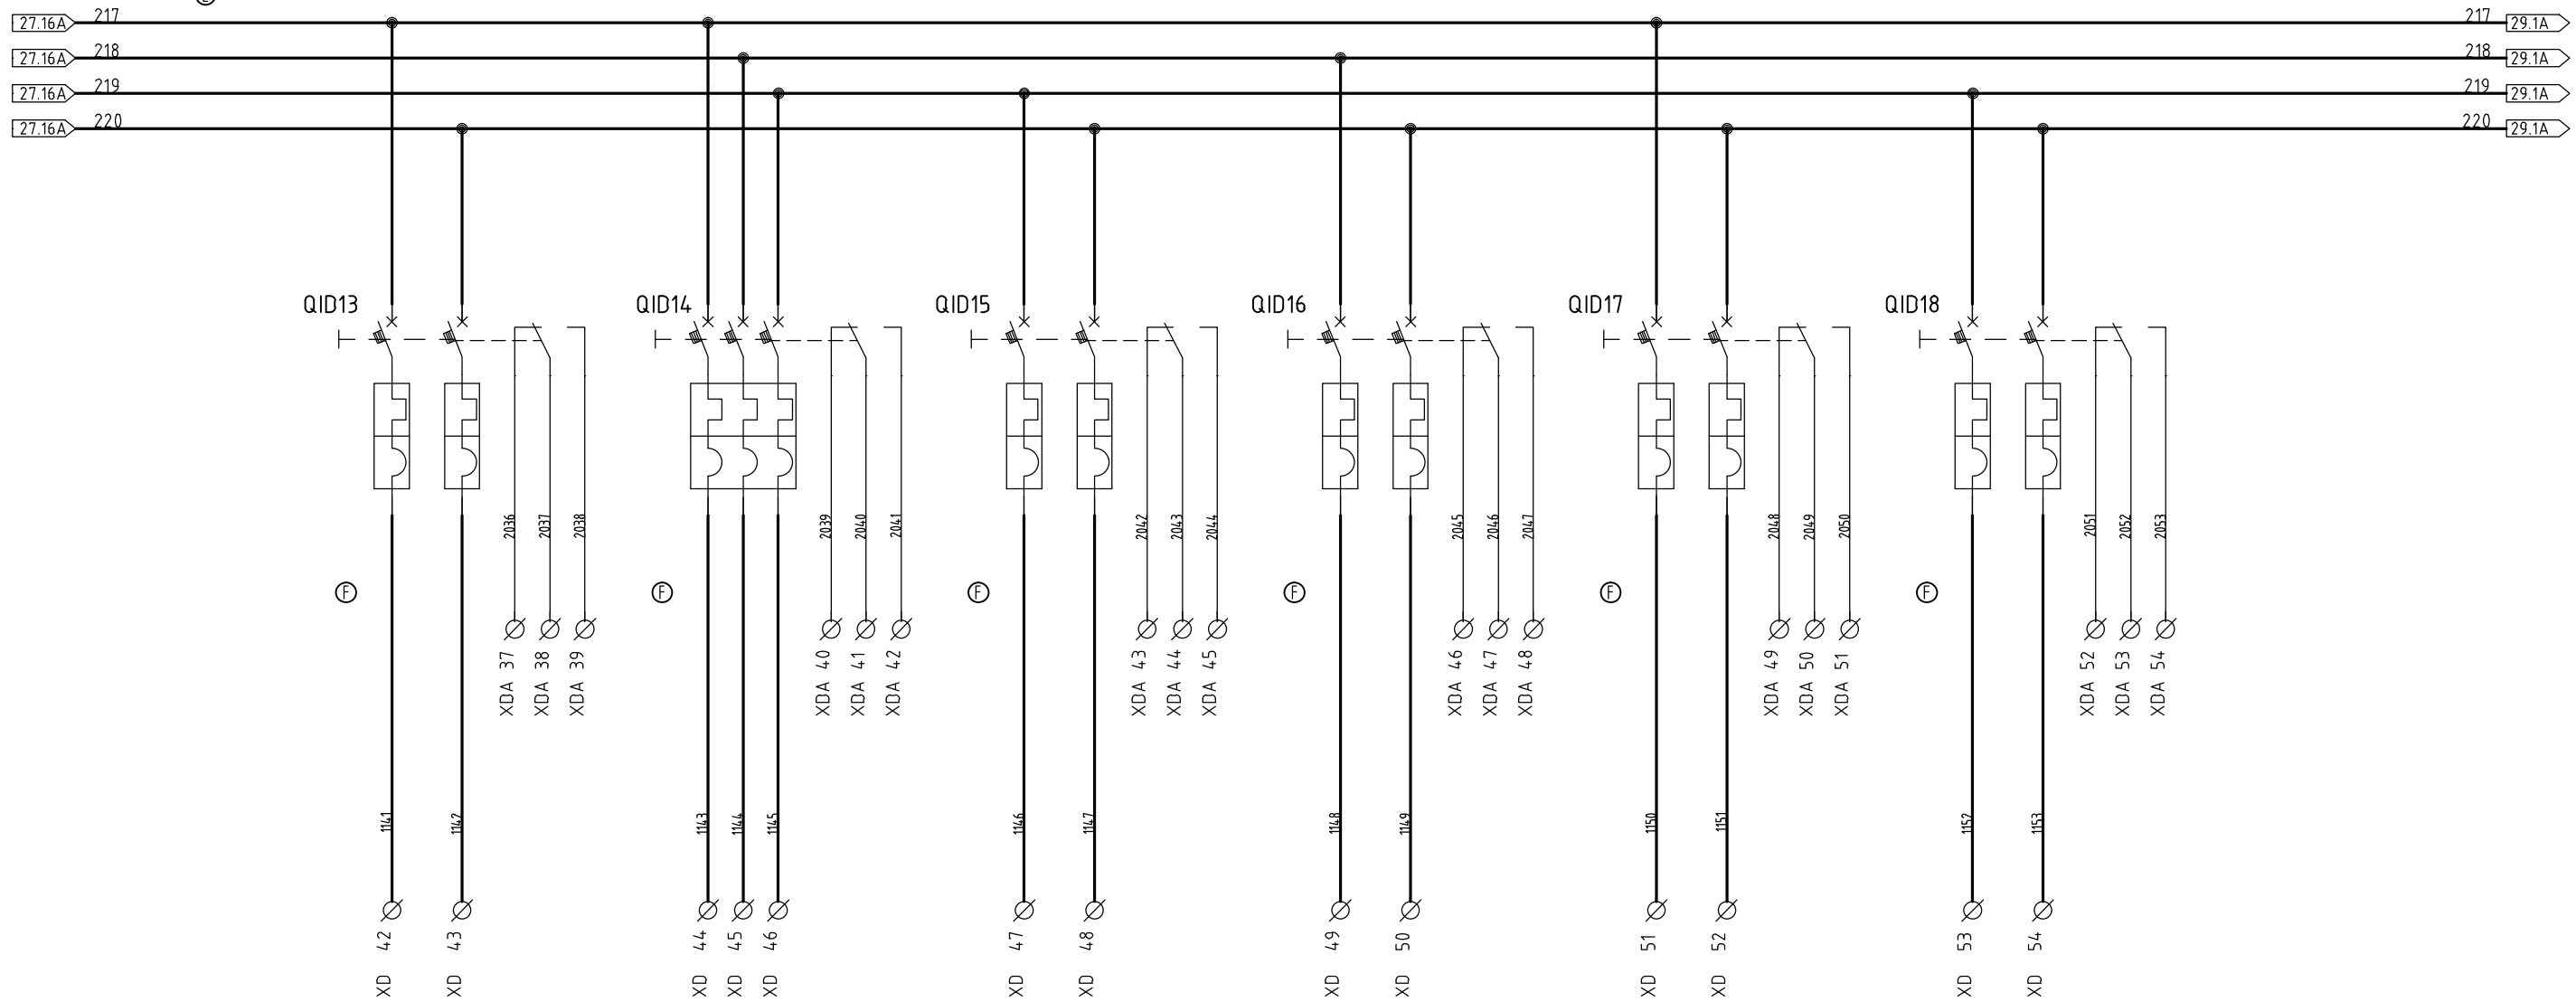 E
27.16A 217 217 29.1A
27.16A 218 218 29.1A
27.16A 219 219 29.1A
27.16A 220 220 29.1A
QID13 QID14 QID15 QID16 QID17 QID18
2036 2037 2038 2039 2040 2041 2042 2043 2044 2045 2046 2047 2048 2049 2050 2051 2052 2053
F F F F F F
XDA 37 XDA 38 XDA 39 XDA 40 XDA 41 XDA 42 XDA 43 XDA 44 XDA 45 XDA 46 XDA 47 XDA 48 XDA 49 XDA 50 XDA 51 XDA 52 XDA 53 XDA 54
1141 1142 1143 1144 1145 1146 1147 1148 1149 1150 1151 1152 1153
XD 42 XD 43 XD 44 XD 45 XD 46 XD 47 XD 48 XD 49 XD 50 XD 51 XD 52 XD 53 XD 54